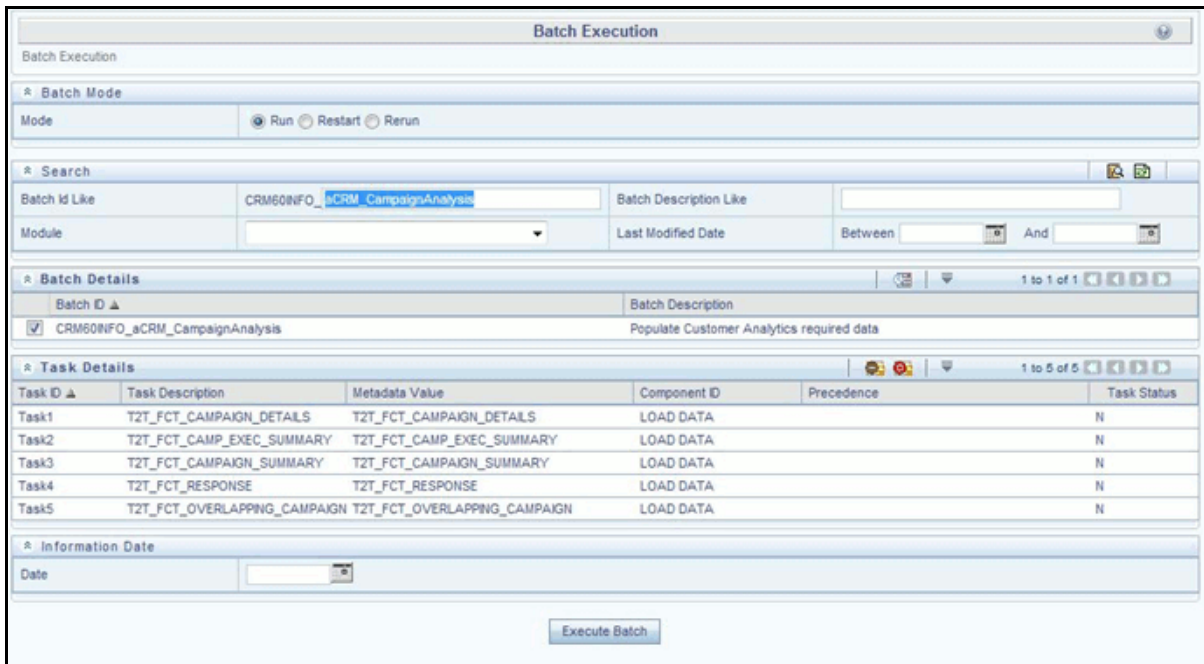 Batch Execution
Batch Execution
Batch Mode
Mode Run Restart Rerun
Search
Batch Id Like CRM60INFO_ aCRM_CampaignAnalysis Batch Description Like
Module Last Modified Date Between And
Batch Details 1 to 1 of 1
Batch ID Batch Description
CRM60INFO_aCRM_CampaignAnalysis Populate Customer Analytics required data
Task Details 1 to 5 of 5
Task ID Task Description Metadata Value Component ID Precedence Task Status
Task1 T2T_FCT_CAMPAIGN_DETAILS T2T_FCT_CAMPAIGN_DETAILS LOAD DATA N
Task2 T2T_FCT_CAMP_EXEC_SUMMARY T2T_FCT_CAMP_EXEC_SUMMARY LOAD DATA N
Task3 T2T_FCT_CAMPAIGN_SUMMARY T2T_FCT_CAMPAIGN_SUMMARY LOAD DATA N
Task4 T2T_FCT_RESPONSE T2T_FCT_RESPONSE LOAD DATA N
Task5 T2T_FCT_OVERLAPPING_CAMPAIGN T2T_FCT_OVERLAPPING_CAMPAIGN LOAD DATA N
Information Date
Date
Execute Batch